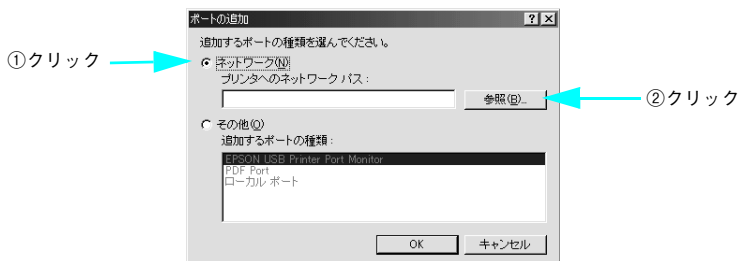 ポートの追加
追加するポートの種類を選んでください。
①クリック
ネットワーク(N)
プリンタへのネットワーク パス:
参照(B)...
②クリック
その他(O)
追加するポートの種類:
EPSON USB Printer Port Monitor
PDF Port
ローカル ポート
OK
キャンセル